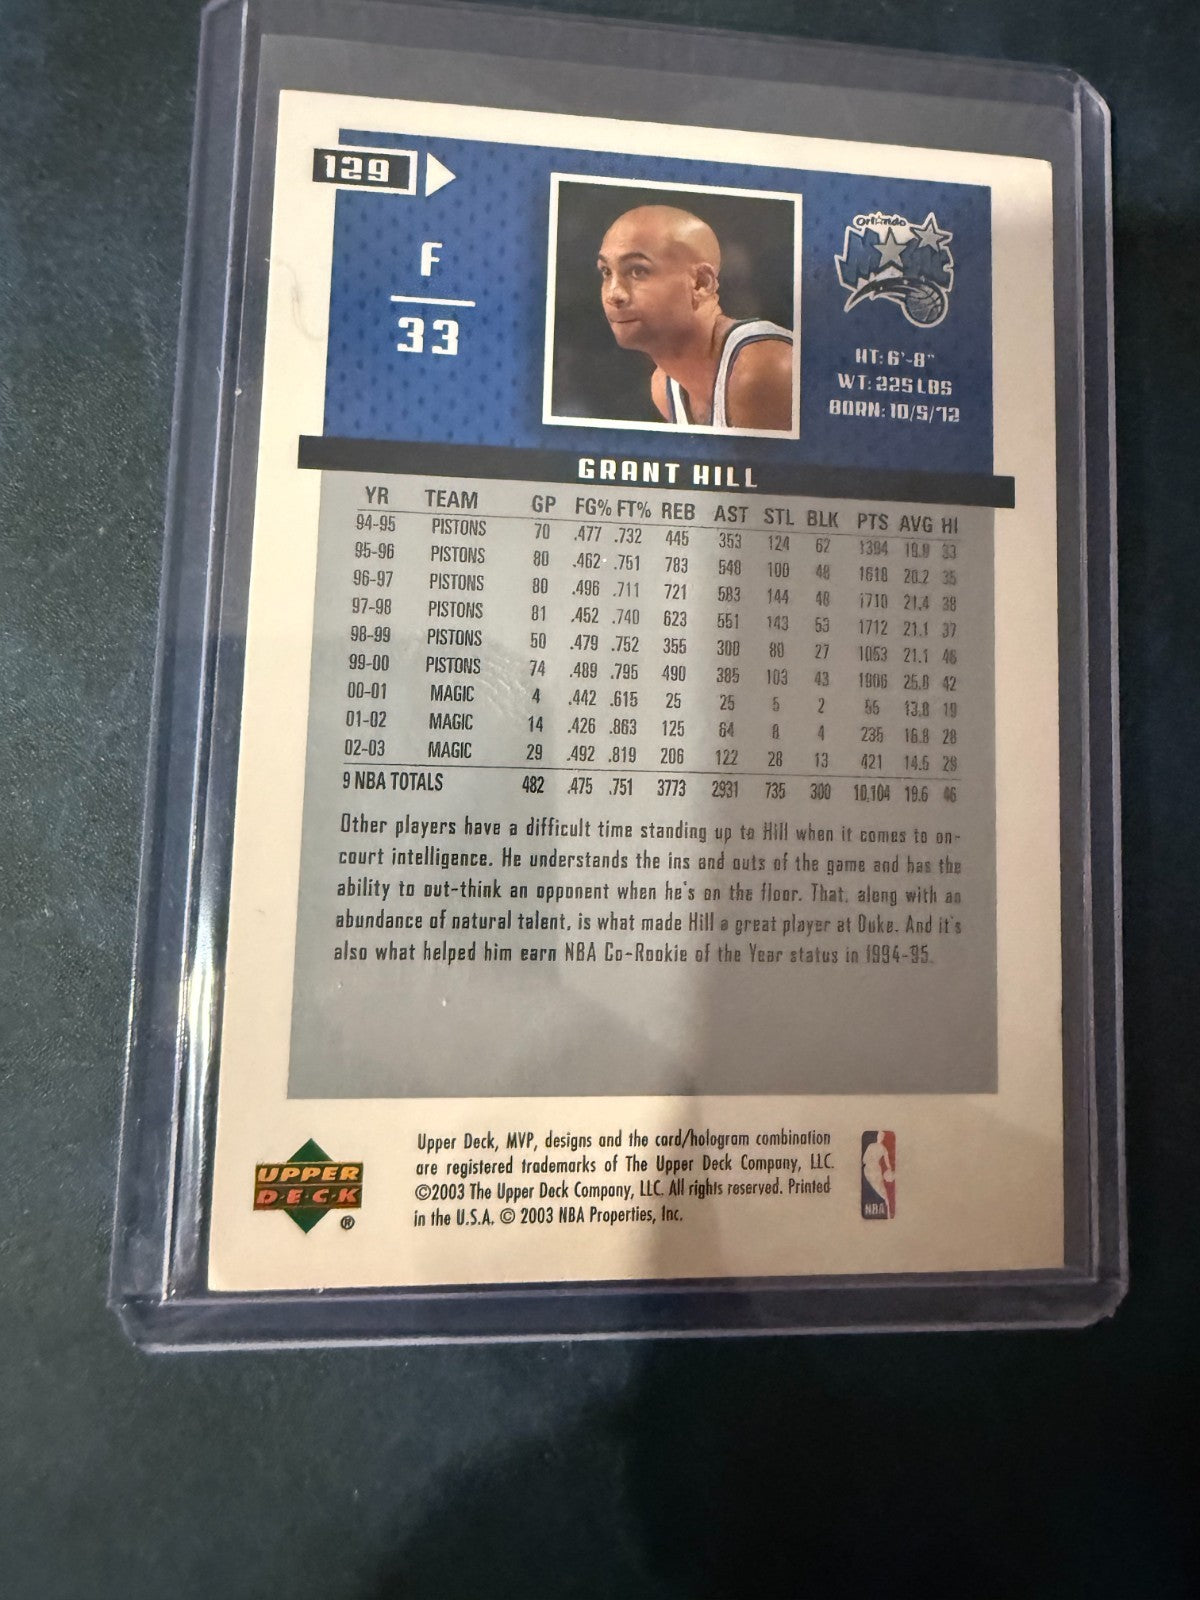 129
F
33
Orlando
MAGIC
HT: 6'-8"
WT: 225 LBS
BORN: 10/5/72
GRANT HILL
YR TEAM GP FG% FT% REB AST STL BLK PTS AVG HI
94-95 PISTONS 70 .477 .732 445 353 124 62 1394 19.9 33
95-96 PISTONS 80 .462 .751 783 548 100 48 1618 20.2 35
96-97 PISTONS 80 .496 .711 721 583 144 48 1710 21.4 38
97-98 PISTONS 81 .452 .740 623 551 143 53 1712 21.1 37
98-99 PISTONS 50 .479 .752 355 300 80 27 1053 21.1 46
99-00 PISTONS 74 .489 .795 490 385 103 43 1906 25.8 42
00-01 MAGIC 4 .442 .615 25 25 5 2 55 13.8 19
01-02 MAGIC 14 .426 .863 125 64 8 4 235 16.8 28
02-03 MAGIC 29 .492 .819 206 122 28 13 421 14.5 29
9 NBA TOTALS 482 .475 .751 3773 2931 735 300 10,104 19.6 46
Other players have a difficult time standing up to Hill when it comes to on-
court intelligence. He understands the ins and outs of the game and has the
ability to out-think an opponent when he's on the floor. That, along with an
abundance of natural talent, is what made Hill a great player at Duke. And it's
also what helped him earn NBA Co-Rookie of the Year status in 1994-95.
UPPER
D·E·C·K
®
Upper Deck, MVP, designs and the card/hologram combination
are registered trademarks of The Upper Deck Company, LLC.
©2003 The Upper Deck Company, LLC. All rights reserved. Printed
in the U.S.A. © 2003 NBA Properties, Inc.
NBA